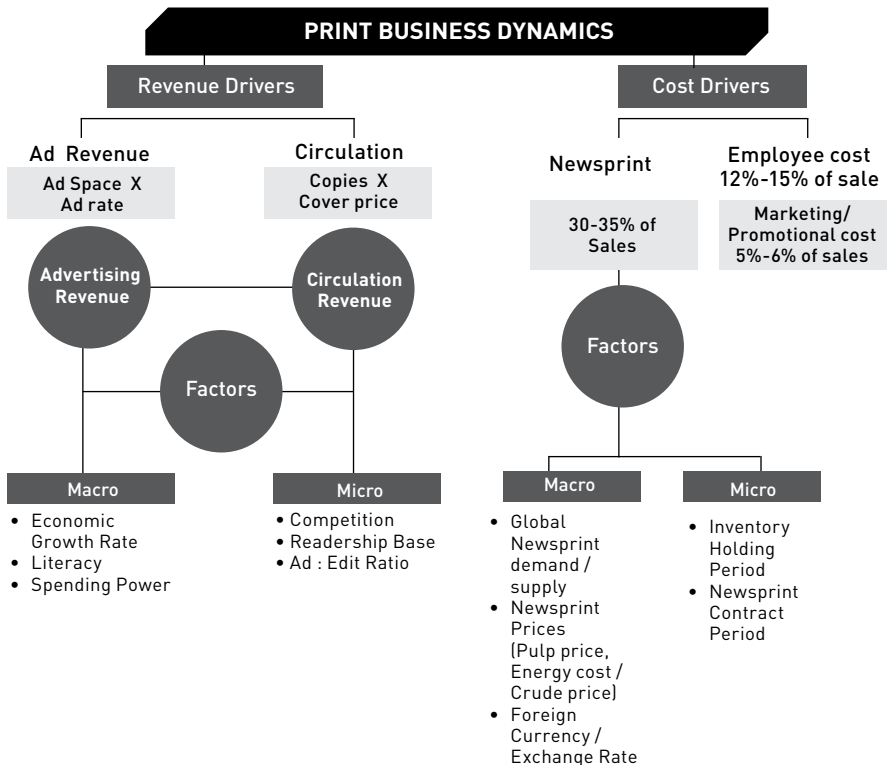 PRINT BUSINESS DYNAMICS
Revenue Drivers
Cost Drivers
Ad Revenue
Ad Space X
Ad rate
Circulation
Copies X
Cover price
Newsprint
30-35% of
Sales
Employee cost
12%-15% of sale
Marketing/
Promotional cost
5%-6% of sales
Advertising
Revenue
Circulation
Revenue
Factors
Factors
Macro
• Economic
Growth Rate
• Literacy
• Spending Power
Micro
• Competition
• Readership Base
• Ad : Edit Ratio
Macro
• Global
Newsprint
demand /
supply
• Newsprint
Prices
(Pulp price,
Energy cost /
Crude price)
• Foreign
Currency /
Exchange Rate
Micro
• Inventory
Holding
Period
• Newsprint
Contract
Period